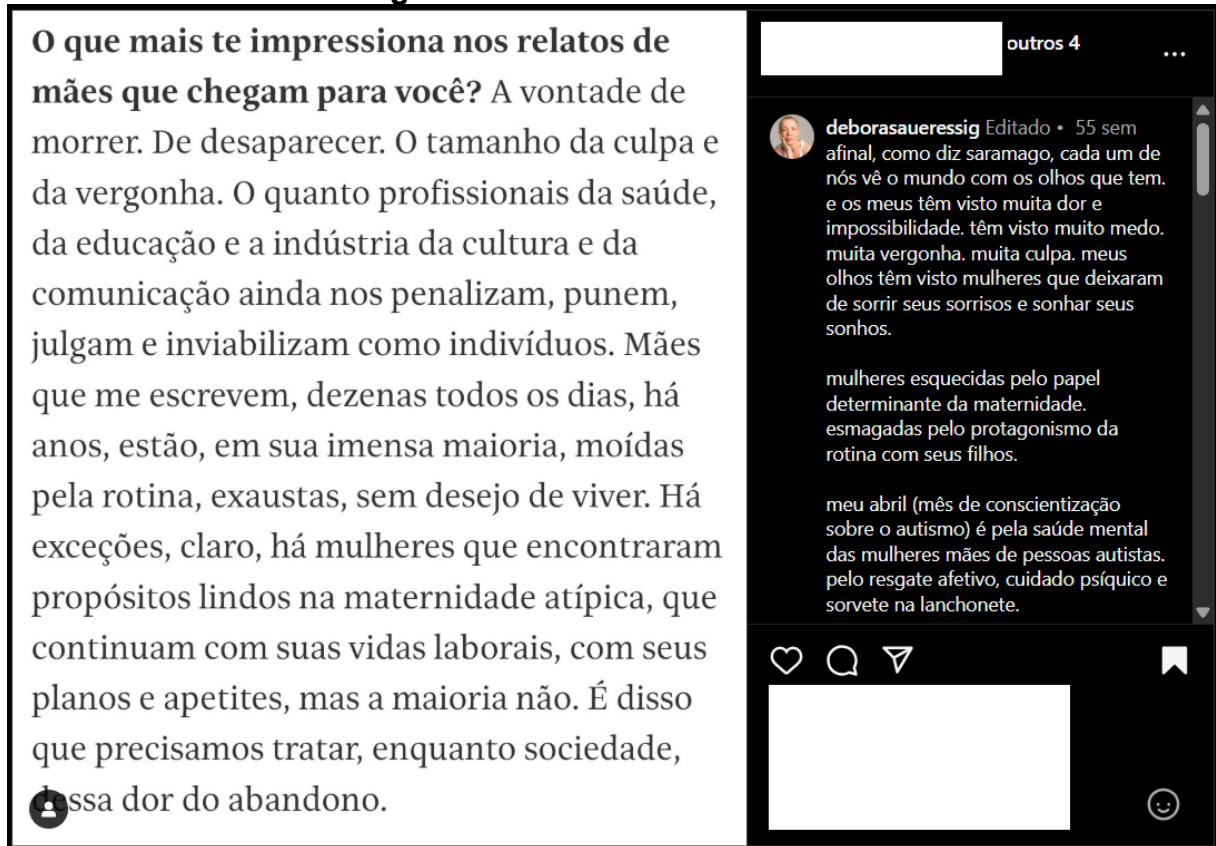 O que mais te impressiona nos relatos de
mães que chegam para você? A vontade de
morrer. De desaparecer. O tamanho da culpa e
da vergonha. O quanto profissionais da saúde,
da educação e a indústria da cultura e da
comunicação ainda nos penalizam, punem,
julgam e inviabilizam como indivíduos. Mães
que me escrevem, dezenas todos os dias, há
anos, estão, em sua imensa maioria, moídas
pela rotina, exaustas, sem desejo de viver. Há
exceções, claro, há mulheres que encontraram
propósitos lindos na maternidade atípica, que
continuam com suas vidas laborais, com seus
planos e apetites, mas a maioria não. É disso
que precisamos tratar, enquanto sociedade,
dessa dor do abandono.
outros 4
deborasaueressig Editado • 55 sem
afinal, como diz saramago, cada um de
nós vê o mundo com os olhos que tem.
e os meus têm visto muita dor e
impossibilidade. têm visto muito medo.
muita vergonha. muita culpa. meus
olhos têm visto mulheres que deixaram
de sorrir seus sorrisos e sonhar seus
sonhos.
mulheres esquecidas pelo papel
determinante da maternidade.
esmagadas pelo protagonismo da
rotina com seus filhos.
meu abril (mês de conscientização
sobre o autismo) é pela saúde mental
das mulheres mães de pessoas autistas.
pelo resgate afetivo, cuidado psíquico e
sorvete na lanchonete.